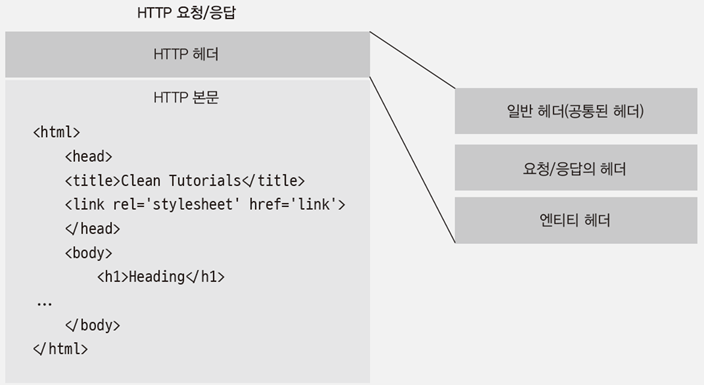 HTTP 요청/응답
HTTP 헤더
HTTP 본문
<html>
<head>
<title>Clean Tutorials</title>
<link rel='stylesheet' href='link'>
</head>
<body>
<h1>Heading</h1>
...
</body>
</html>
일반 헤더(공통된 헤더)
요청/응답의 헤더
엔티티 헤더